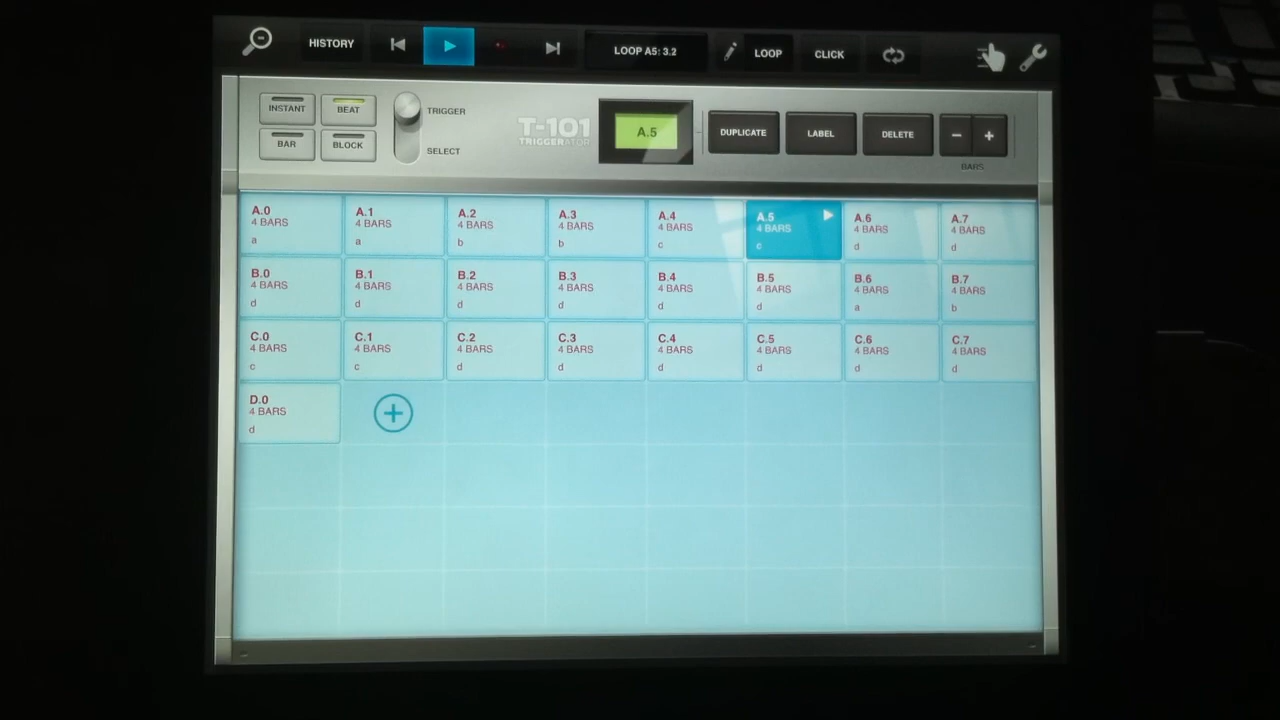 HISTORY LOOP A5: 3.2 LOOP CLICK
INSTANT BEAT TRIGGER
BAR BLOCK SELECT
T-101
TRIGGERATOR
A.5
DUPLICATE LABEL DELETE − +
BARS
A.0 A.1 A.2 A.3 A.4 A.5 A.6 A.7
4 BARS 4 BARS 4 BARS 4 BARS 4 BARS 4 BARS 4 BARS 4 BARS
a a b b c c d d
B.0 B.1 B.2 B.3 B.4 B.5 B.6 B.7
4 BARS 4 BARS 4 BARS 4 BARS 4 BARS 4 BARS 4 BARS 4 BARS
d d d d d d a b
C.0 C.1 C.2 C.3 C.4 C.5 C.6 C.7
4 BARS 4 BARS 4 BARS 4 BARS 4 BARS 4 BARS 4 BARS 4 BARS
c c d d d d d d
D.0
4 BARS
d